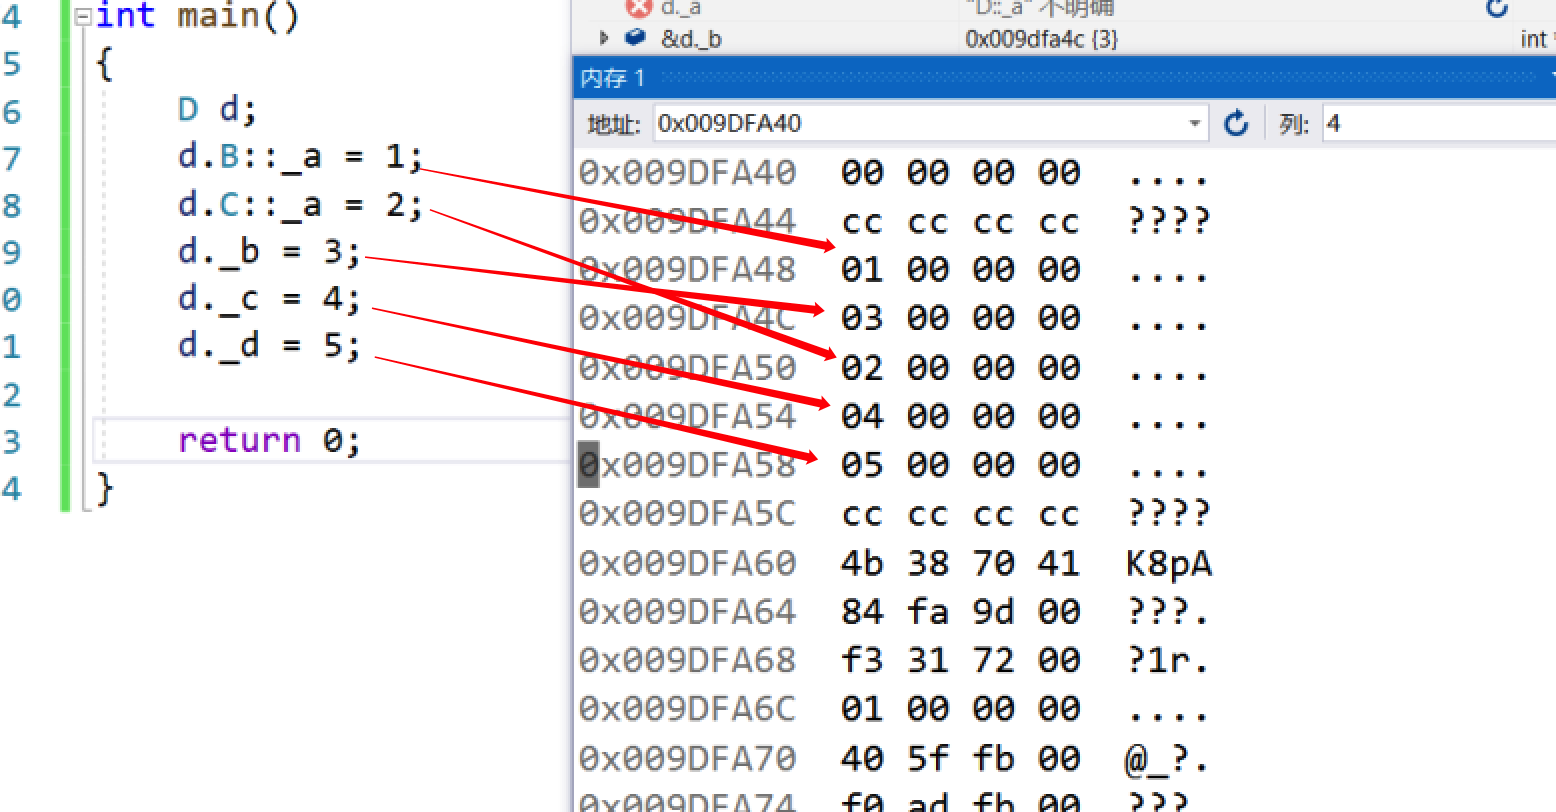 4 int main()
5 {
6 D d;
7 d.B::_a = 1;
8 d.C::_a = 2;
9 d._b = 3;
0 d._c = 4;
1 d._d = 5;
2
3 return 0;
4 }
d._a "D::_a" 不明确
&d._b 0x009dfa4c {3} int
内存 1
地址: 0x009DFA40 列: 4
0x009DFA40 00 00 00 00 ....
0x009DFA44 cc cc cc cc ????
0x009DFA48 01 00 00 00 ....
0x009DFA4C 03 00 00 00 ....
0x009DFA50 02 00 00 00 ....
0x009DFA54 04 00 00 00 ....
0x009DFA58 05 00 00 00 ....
0x009DFA5C cc cc cc cc ????
0x009DFA60 4b 38 70 41 K8pA
0x009DFA64 84 fa 9d 00 ???.
0x009DFA68 f3 31 72 00 ?1r.
0x009DFA6C 01 00 00 00 ....
0x009DFA70 40 5f fb 00 @_?.
0x009DFA74 f0 ad fb 00 ???